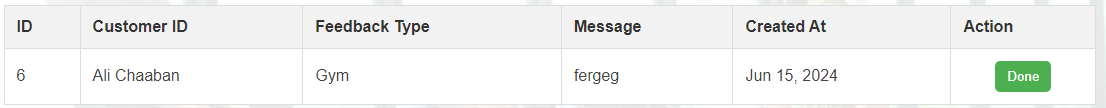 ID Customer ID Feedback Type Message Created At Action
6 Ali Chaaban Gym fergeg Jun 15, 2024 Done